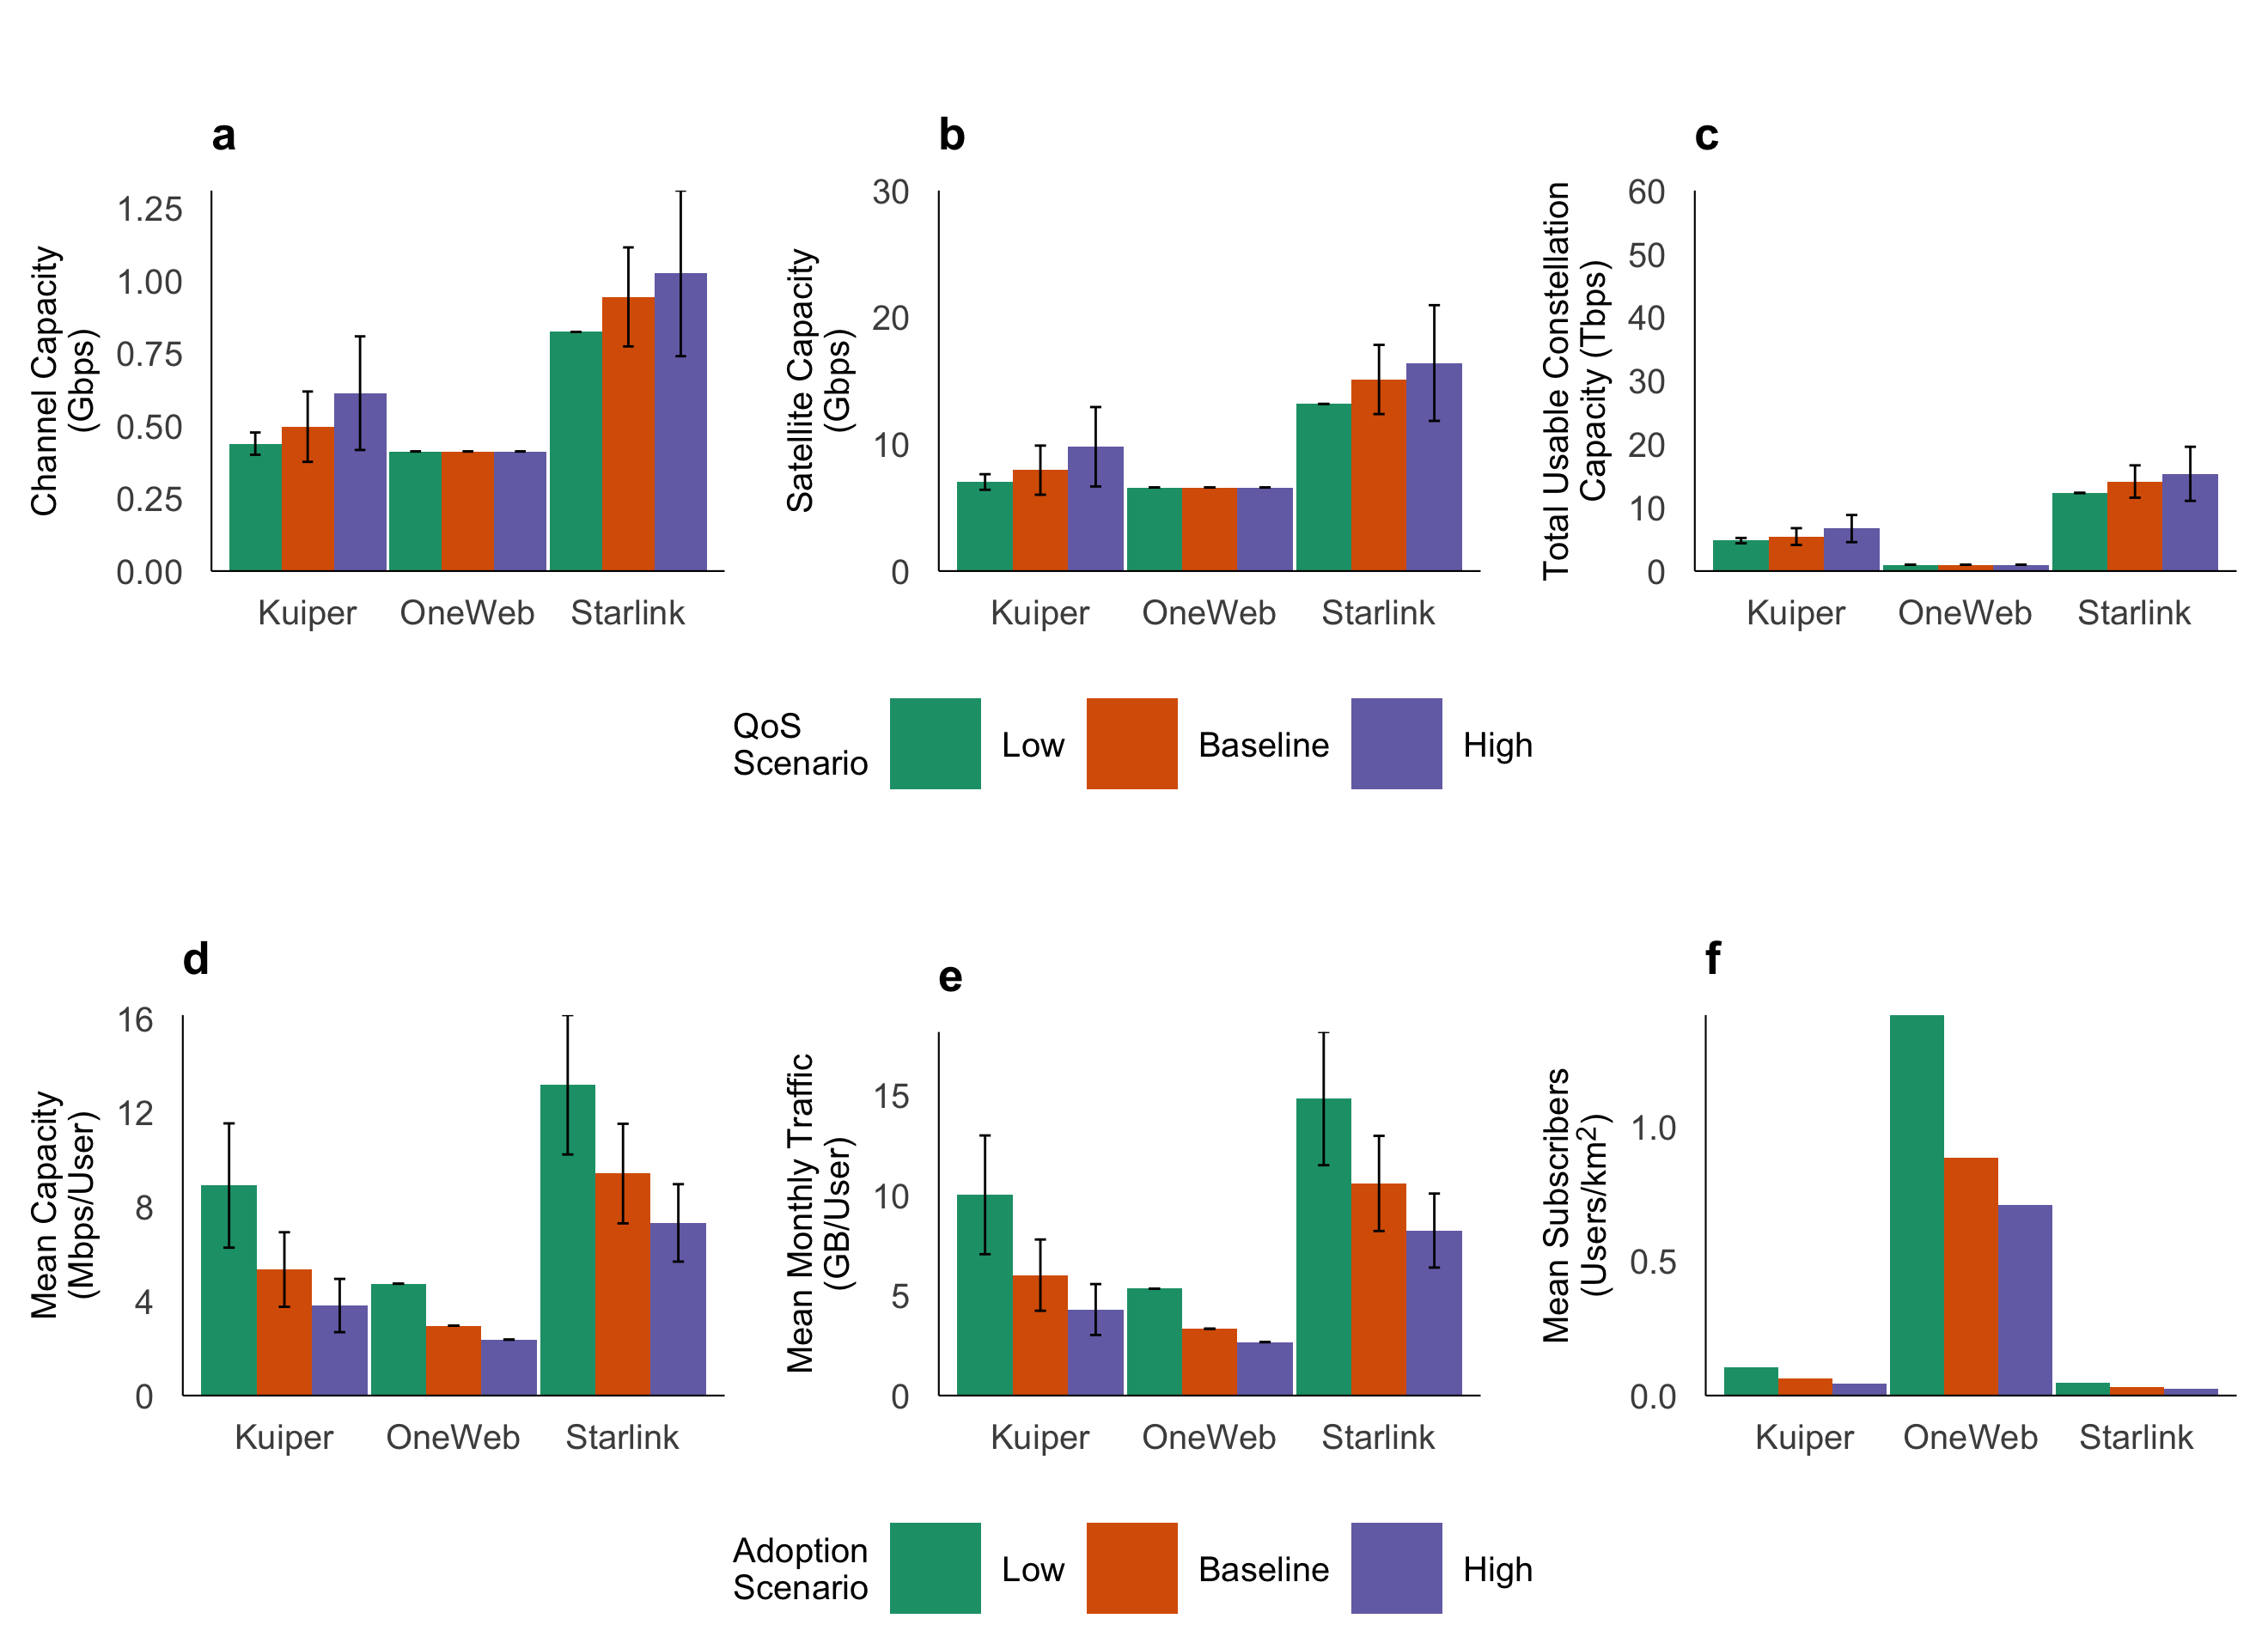 a
b
c
Channel Capacity
(Gbps)
1.25
1.00
0.75
0.50
0.25
0.00
Kuiper OneWeb Starlink
Satellite Capacity
(Gbps)
30
20
10
0
Kuiper OneWeb Starlink
Total Usable Constellation
Capacity (Tbps)
60
50
40
30
20
10
0
Kuiper OneWeb Starlink
QoS
Scenario
Low Baseline High
d
e
f
Mean Capacity
(Mbps/User)
16
12
8
4
0
Kuiper OneWeb Starlink
Mean Monthly Traffic
(GB/User)
15
10
5
0
Kuiper OneWeb Starlink
Mean Subscribers
(Users/km²)
1.0
0.5
0.0
Kuiper OneWeb Starlink
Adoption
Scenario
Low Baseline High